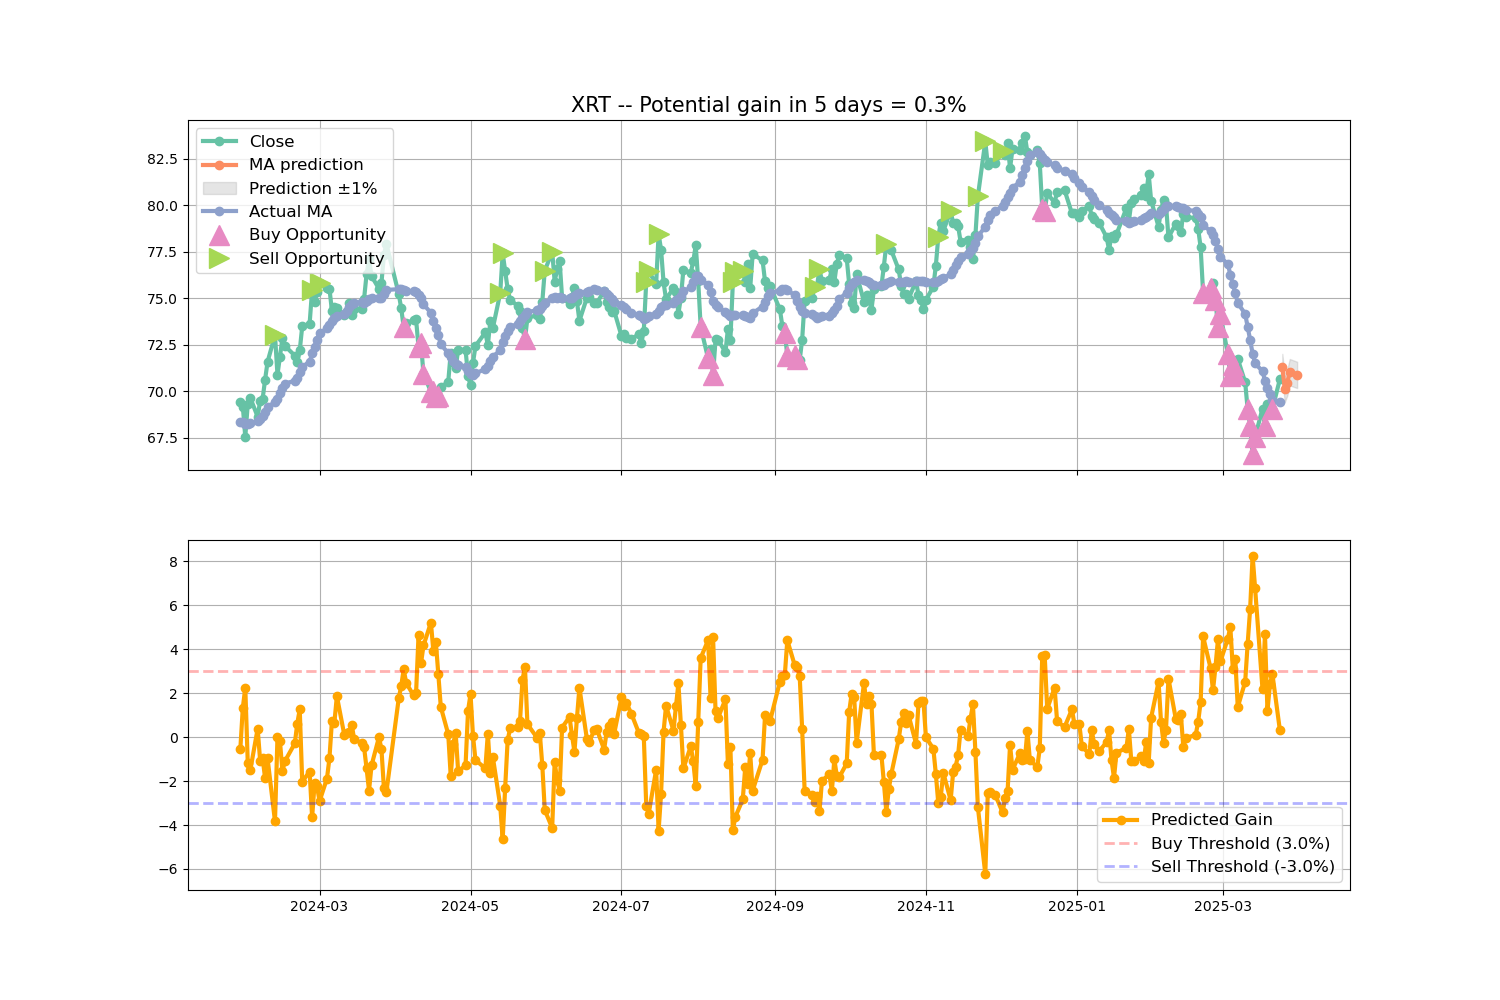 XRT -- Potential gain in 5 days = 0.3%
Close
MA prediction
Prediction ±1%
Actual MA
Buy Opportunity
Sell Opportunity
82.5
80.0
77.5
75.0
72.5
70.0
67.5
8
6
4
2
0
−2
−4
−6
Predicted Gain
Buy Threshold (3.0%)
Sell Threshold (-3.0%)
2024-03
2024-05
2024-07
2024-09
2024-11
2025-01
2025-03